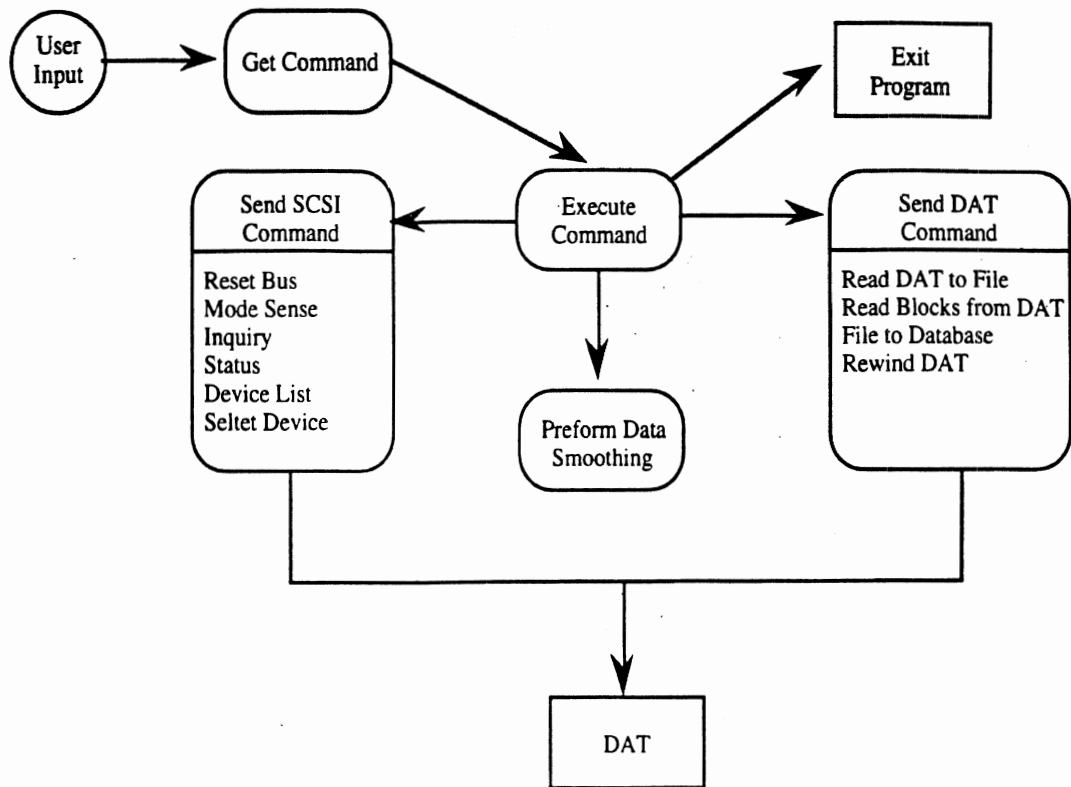 User
Input
Get Command
Exit
Program
Send SCSI
Command
Execute
Command
Send DAT
Command
Reset Bus
Mode Sense
Inquiry
Status
Device List
Seltet Device
Read DAT to File
Read Blocks from DAT
File to Database
Rewind DAT
Preform Data
Smoothing
DAT